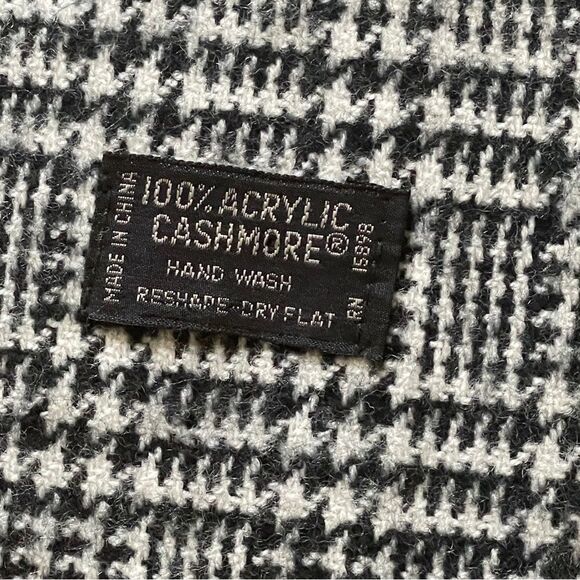 MADE IN CHINA
100% ACRYLIC
CASHMORE®
HAND WASH
RESHAPE-DRY FLAT
RN 15998